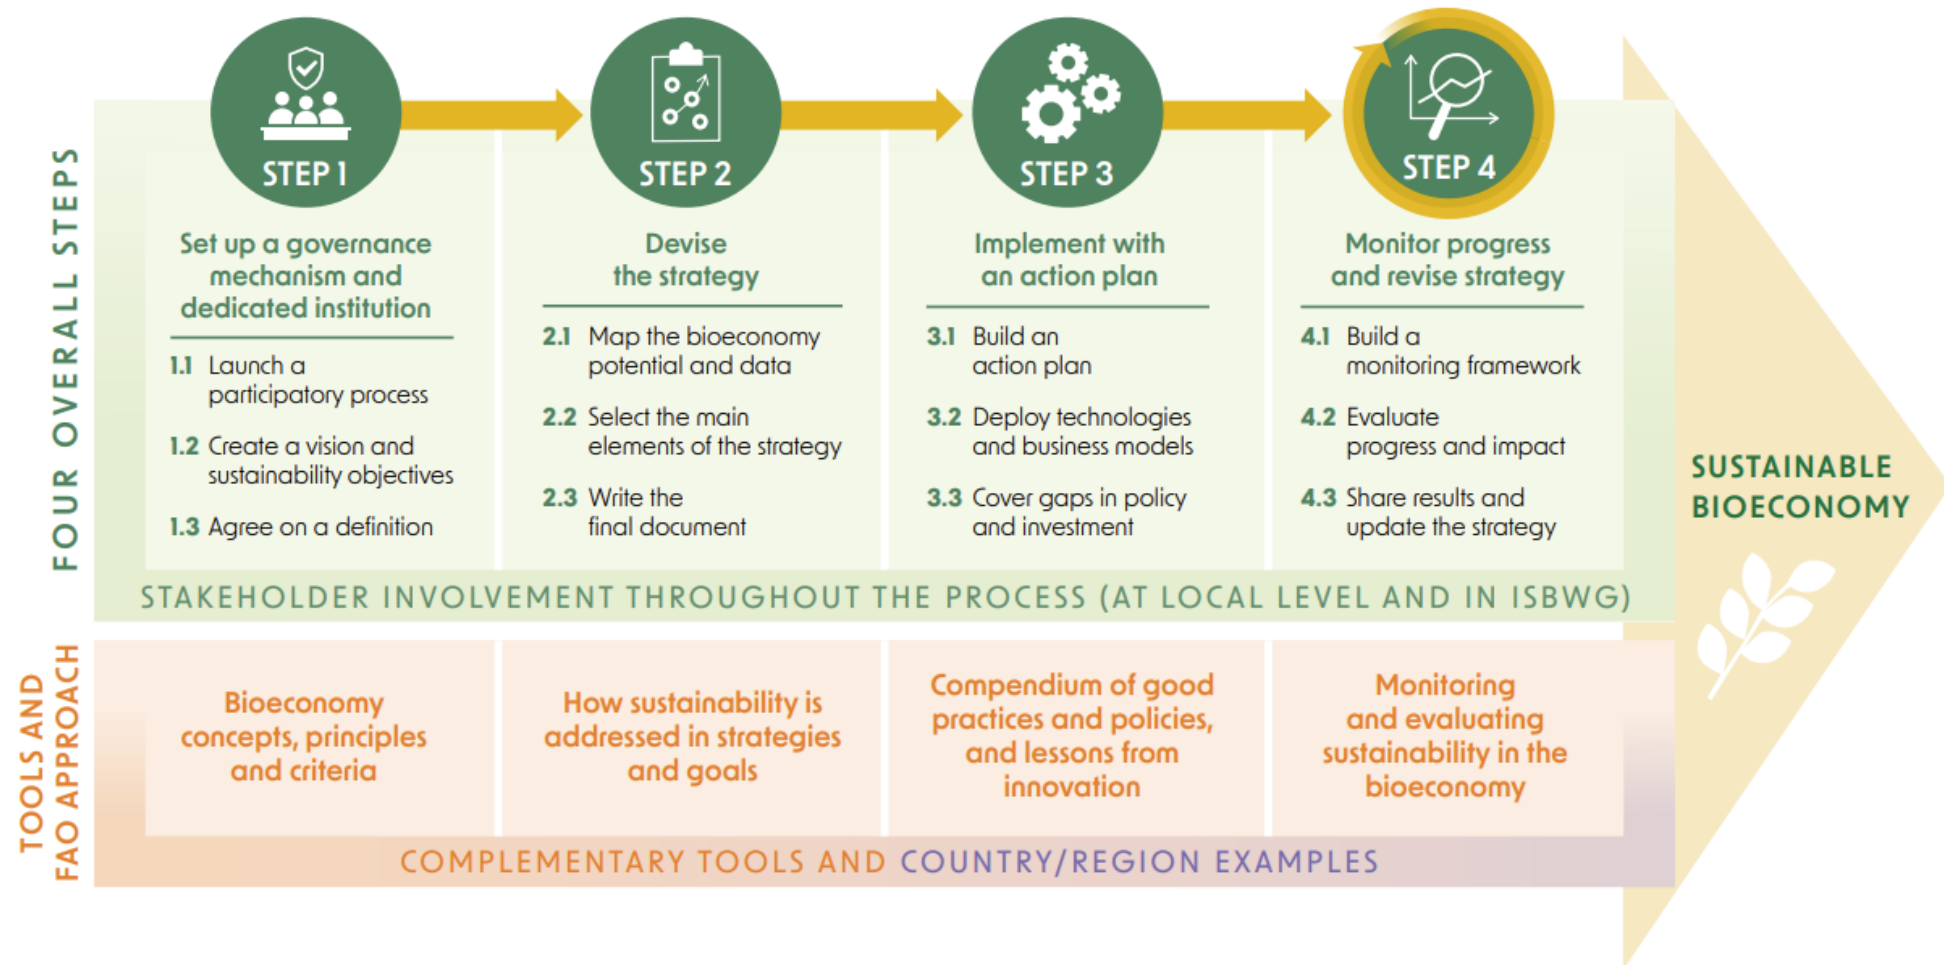 FOUR OVERALL STEPS
STEP 1
Set up a governance
mechanism and
dedicated institution
1.1 Launch a
participatory process
1.2 Create a vision and
sustainability objectives
1.3 Agree on a definition
STEP 2
Devise
the strategy
2.1 Map the bioeconomy
potential and data
2.2 Select the main
elements of the strategy
2.3 Write the
final document
STEP 3
Implement with
an action plan
3.1 Build an
action plan
3.2 Deploy technologies
and business models
3.3 Cover gaps in policy
and investment
STEP 4
Monitor progress
and revise strategy
4.1 Build a
monitoring framework
4.2 Evaluate
progress and impact
4.3 Share results and
update the strategy
STAKEHOLDER INVOLVEMENT THROUGHOUT THE PROCESS (AT LOCAL LEVEL AND IN ISBWG)
TOOLS AND
FAO APPROACH
Bioeconomy
concepts, principles
and criteria
How sustainability is
addressed in strategies
and goals
Compendium of good
practices and policies,
and lessons from
innovation
Monitoring
and evaluating
sustainability in the
bioeconomy
COMPLEMENTARY TOOLS AND COUNTRY/REGION EXAMPLES
SUSTAINABLE
BIOECONOMY